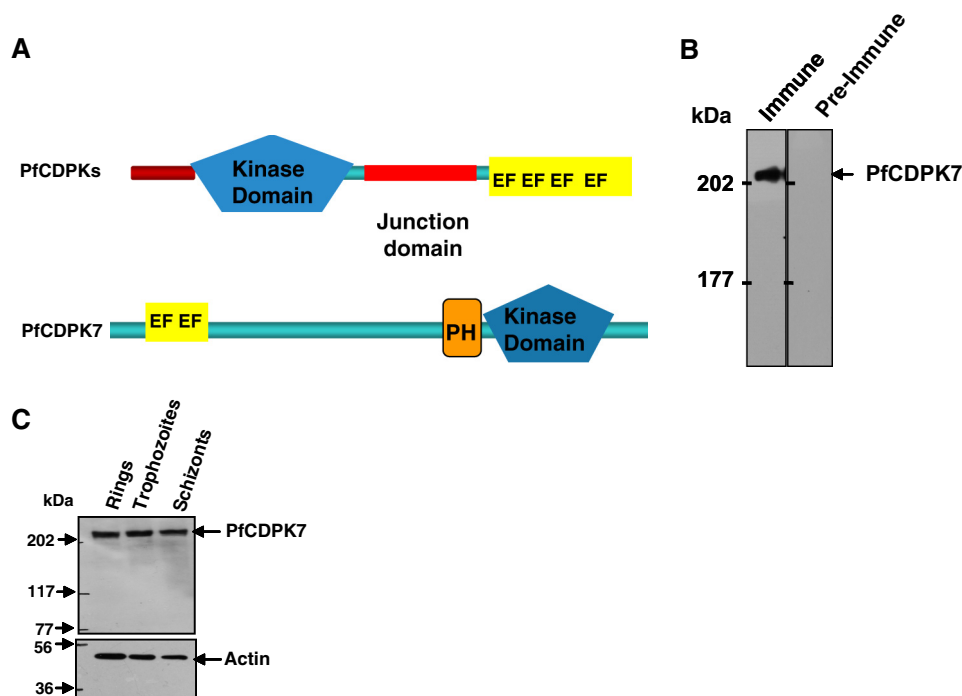 A
PfCDPKs
Kinase
Domain
EF EF EF EF
Junction
domain
PfCDPK7
EF EF
PH
Kinase
Domain
B
kDa
Immune
Pre-Immune
202
PfCDPK7
177
C
kDa
Rings
Trophozoites
Schizonts
202
PfCDPK7
117
77
56
Actin
36